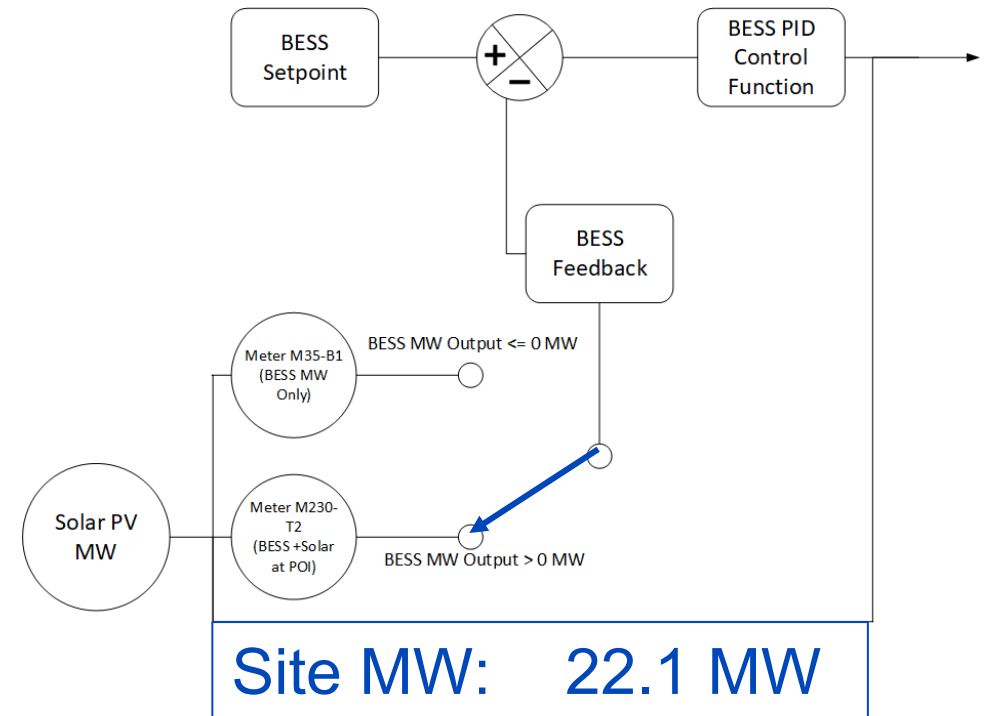 BESS
Setpoint
+
−
BESS PID
Control
Function
BESS
Feedback
Meter M35-B1
(BESS MW
Only)
BESS MW Output <= 0 MW
Solar PV
MW
Meter M230-
T2
(BESS +Solar
at POI)
BESS MW Output > 0 MW
Site MW: 22.1 MW